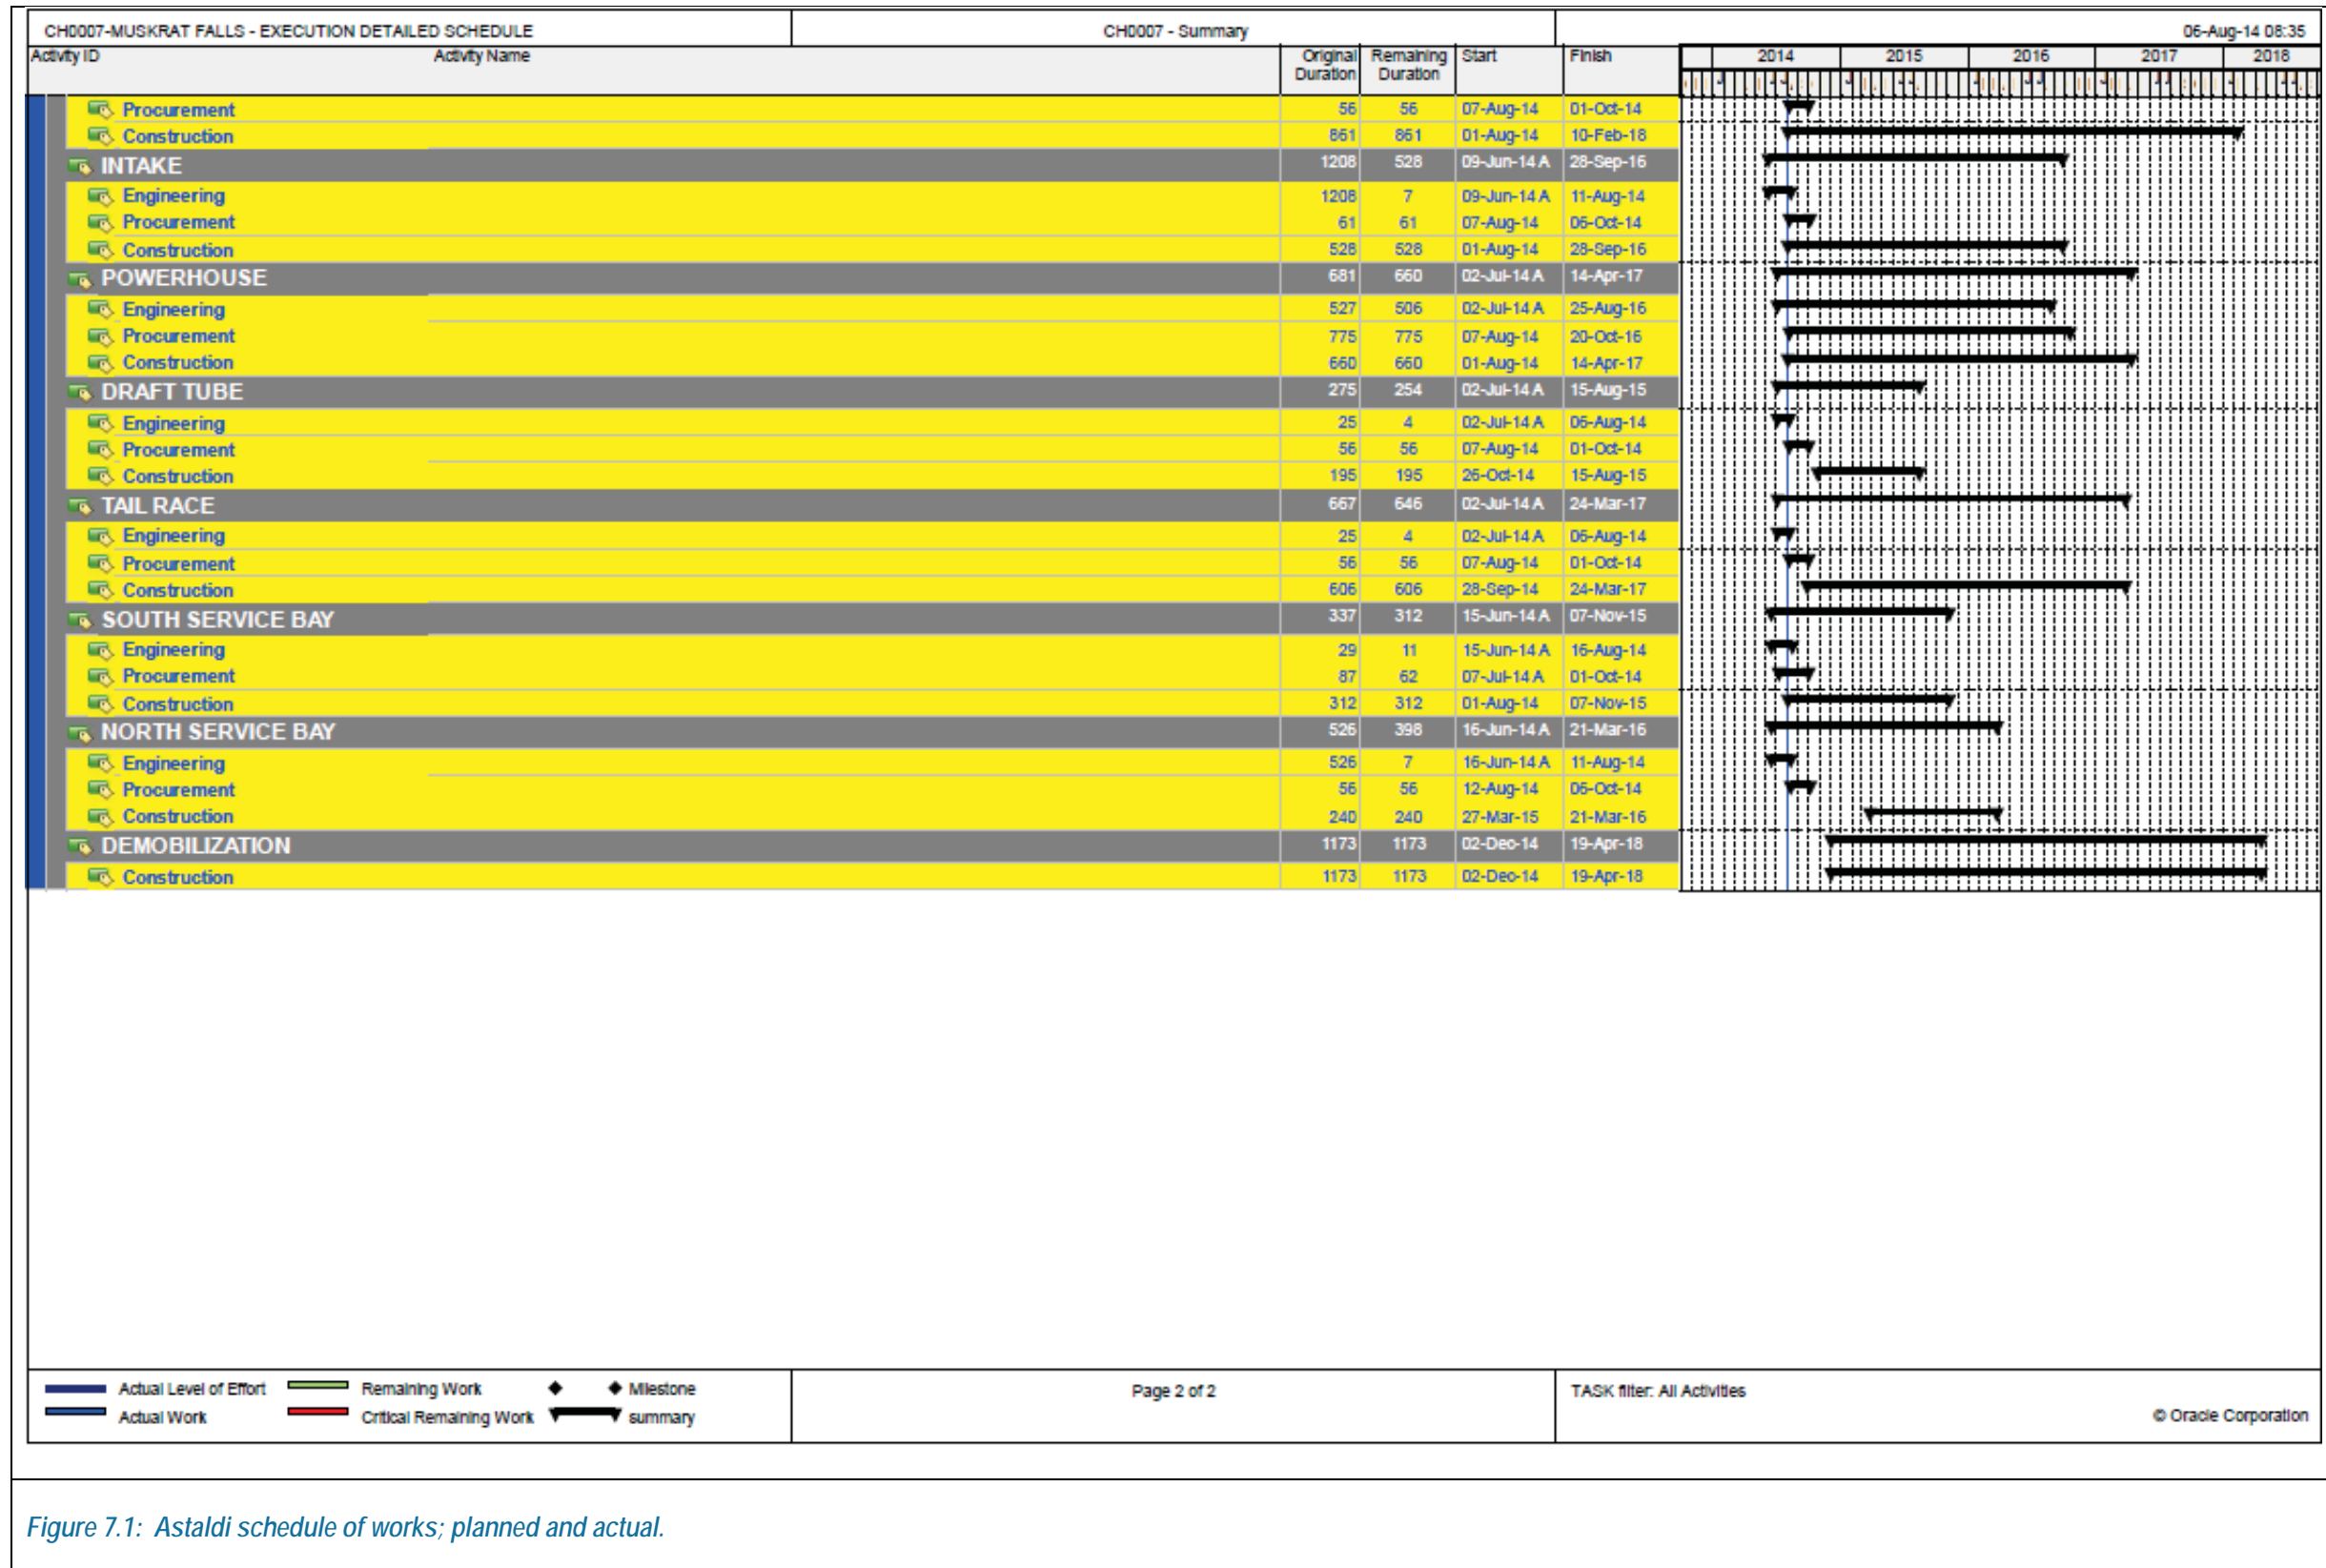 CH0007-MUSKRAT FALLS - EXECUTION DETAILED SCHEDULE CH0007 - Summary 06-Aug-14 08:35
Activity ID Activity Name Original Duration Remaining Duration Start Finish 2014 2015 2016 2017 2018
Procurement 56 56 07-Aug-14 01-Oct-14
Construction 861 861 01-Aug-14 10-Feb-18
INTAKE 1208 528 09-Jun-14 A 28-Sep-16
Engineering 1208 7 09-Jun-14 A 11-Aug-14
Procurement 61 61 07-Aug-14 06-Oct-14
Construction 528 528 01-Aug-14 28-Sep-16
POWERHOUSE 681 660 02-Jul-14 A 14-Apr-17
Engineering 527 506 02-Jul-14 A 25-Aug-16
Procurement 775 775 07-Aug-14 20-Oct-16
Construction 660 660 01-Aug-14 14-Apr-17
DRAFT TUBE 275 254 02-Jul-14 A 15-Aug-15
Engineering 25 4 02-Jul-14 A 06-Aug-14
Procurement 56 56 07-Aug-14 01-Oct-14
Construction 195 195 26-Oct-14 15-Aug-15
TAIL RACE 667 646 02-Jul-14 A 24-Mar-17
Engineering 25 4 02-Jul-14 A 06-Aug-14
Procurement 56 56 07-Aug-14 01-Oct-14
Construction 606 606 28-Sep-14 24-Mar-17
SOUTH SERVICE BAY 337 312 15-Jun-14 A 07-Nov-15
Engineering 29 11 15-Jun-14 A 16-Aug-14
Procurement 87 62 07-Jul-14 A 01-Oct-14
Construction 312 312 01-Aug-14 07-Nov-15
NORTH SERVICE BAY 526 398 16-Jun-14 A 21-Mar-16
Engineering 526 7 16-Jun-14 A 11-Aug-14
Procurement 56 56 12-Aug-14 06-Oct-14
Construction 240 240 27-Mar-15 21-Mar-16
DEMOBILIZATION 1173 1173 02-Dec-14 19-Apr-18
Construction 1173 1173 02-Dec-14 19-Apr-18
Actual Level of Effort Remaining Work Milestone Page 2 of 2 TASK filter: All Activities
Actual Work Critical Remaining Work summary © Oracle Corporation
Figure 7.1: Astaldi schedule of works; planned and actual.